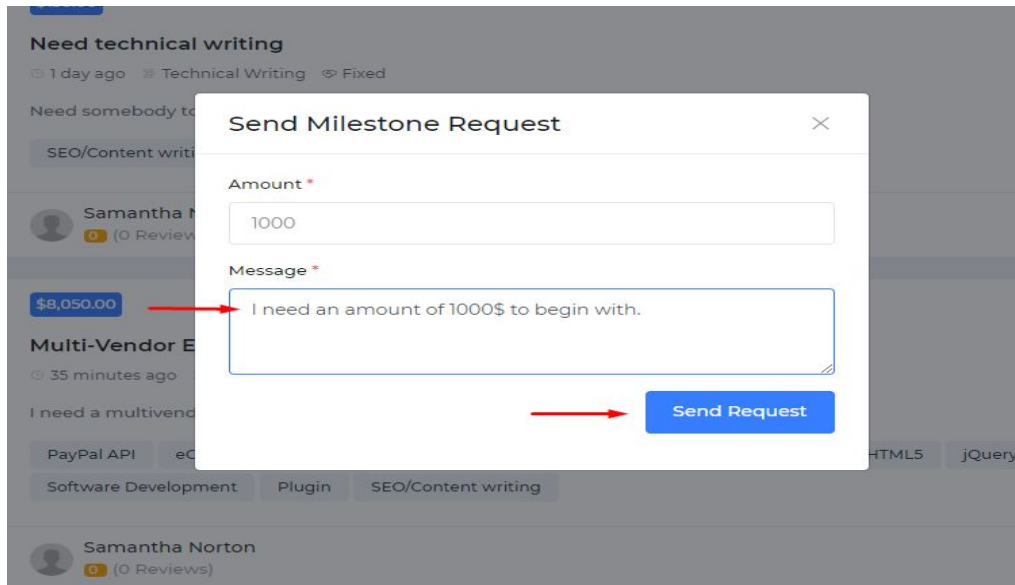 Need technical writing
1 day ago Technical Writing Fixed
Need somebody to
SEO/Content writi
Samantha N
0 (0 Review
Send Milestone Request
Amount *
1000
Message *
I need an amount of 1000$ to begin with.
Send Request
$8,050.00
Multi-Vendor E
35 minutes ago
I need a multivend
PayPal API eC HTML5 jQuery
Software Development Plugin SEO/Content writing
Samantha Norton
0 (0 Reviews)